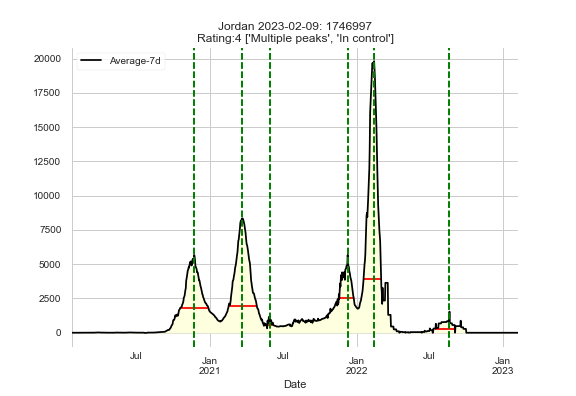 Jordan 2023-02-09: 1746997
Rating:4 ['Multiple peaks', 'In control']
Average-7d
20000
17500
15000
12500
10000
7500
5000
2500
0
Jul
Jan
2021
Jul
Jan
2022
Jul
Jan
2023
Date